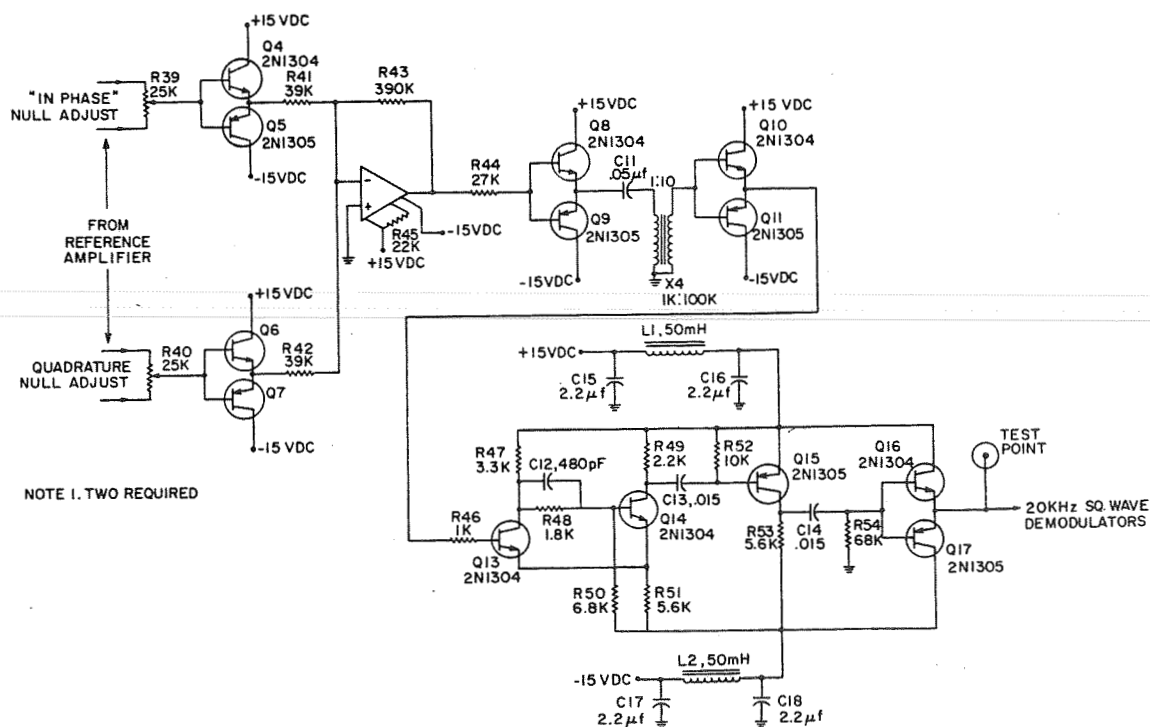 +15 VDC
Q4
2N1304
R39
25K
"IN PHASE"
NULL ADJUST
R41
39K
R43
390K
Q5
2N1305
-15VDC
+15VDC
Q8
2N1304
+15 VDC
Q10
2N1304
C11
.05µf
1:10
R44
27K
-
+
R45
22K
-15VDC
+15VDC
Q9
2N1305
Q11
2N1305
-15VDC
-15VDC
X4
1K:100K
FROM
REFERENCE
AMPLIFIER
+15 VDC
Q6
R40
25K
R42
39K
QUADRATURE
NULL ADJUST
Q7
-15 VDC
L1, 50mH
+15VDC
C15
2.2µf
C16
2.2µf
NOTE 1. TWO REQUIRED
R47
3.3K
C12,480pF
R49
2.2K
R52
10K
Q15
2N1305
Q16
2N1304
TEST
POINT
C13,.015
R46
1K
R48
1.8K
Q14
2N1304
R53
5.6K
C14
.015
R54
68K
20KHz SQ. WAVE
DEMODULATORS
Q13
2N1304
Q17
2N1305
R50
6.8K
R51
5.6K
L2, 50mH
-15 VDC
C17
2.2µf
C18
2.2µf